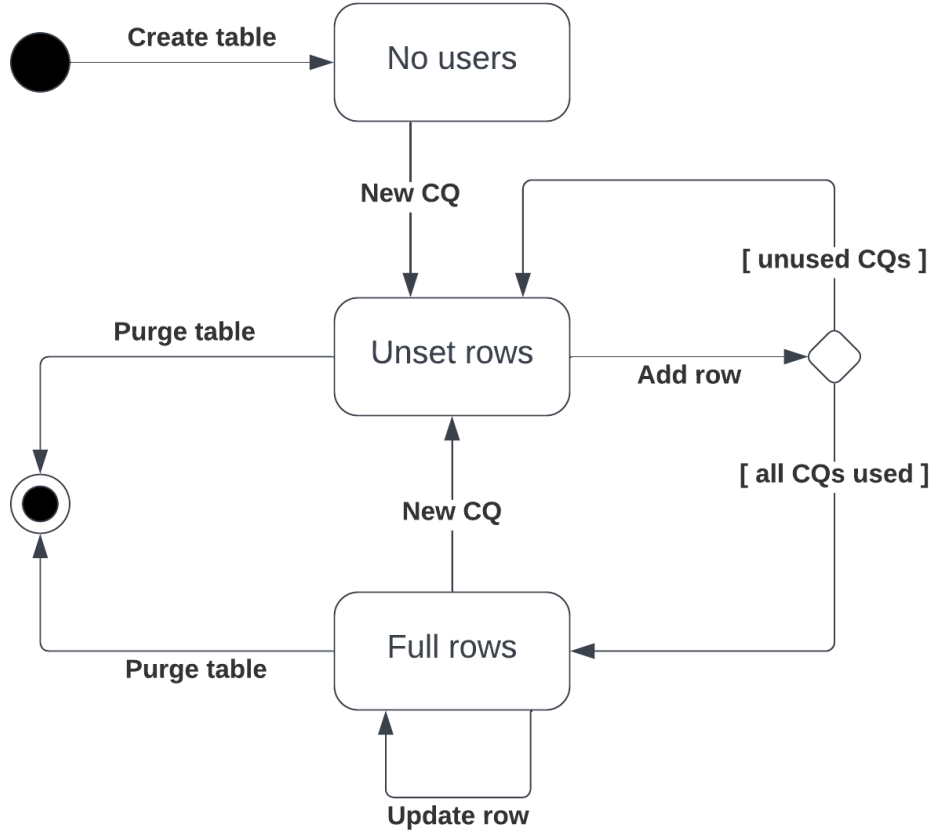 Create table
No users
New CQ
[ unused CQs ]
Purge table
Unset rows
Add row
[ all CQs used ]
New CQ
Full rows
Purge table
Update row